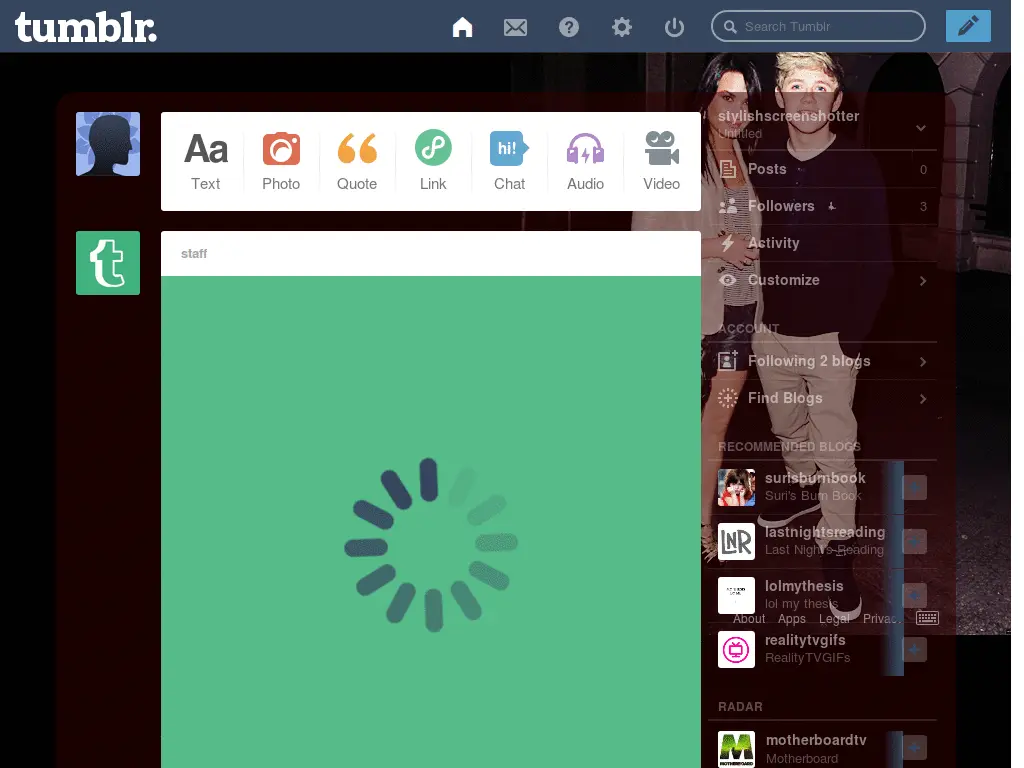 tumblr.
Search Tumblr
Aa
Text
Photo
Quote
Link
hi!
Chat
Audio
Video
staff
stylishscreenshotter
Untitled
Posts 0
Followers 3
Activity
Customize
ACCOUNT
Following 2 blogs
Find Blogs
RECOMMENDED BLOGS
surisburnbook
Suri's Burn Book
LNR
lastnightsreading
Last Night's Reading
lolmythesis
lol my thesis
About Apps Legal Privacy
realitytvgifs
RealityTVGIFs
RADAR
motherboardtv
Motherboard
MOTHERBOARD